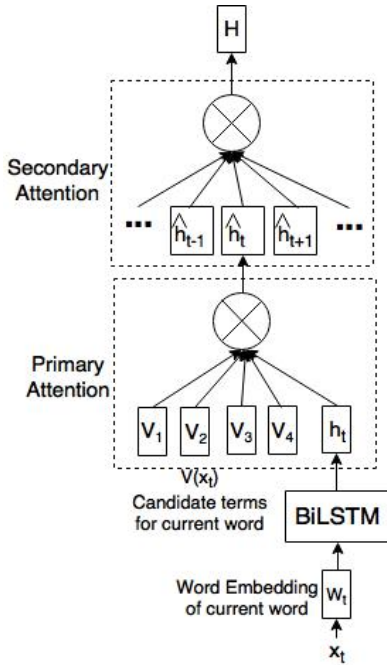 H
Secondary
Attention
... ĥt-1 ĥt ĥt+1 ...
Primary
Attention
V1 V2 V3 V4 ht
V(xt)
Candidate terms
for current word
BiLSTM
Word Embedding
of current word
wt
xt